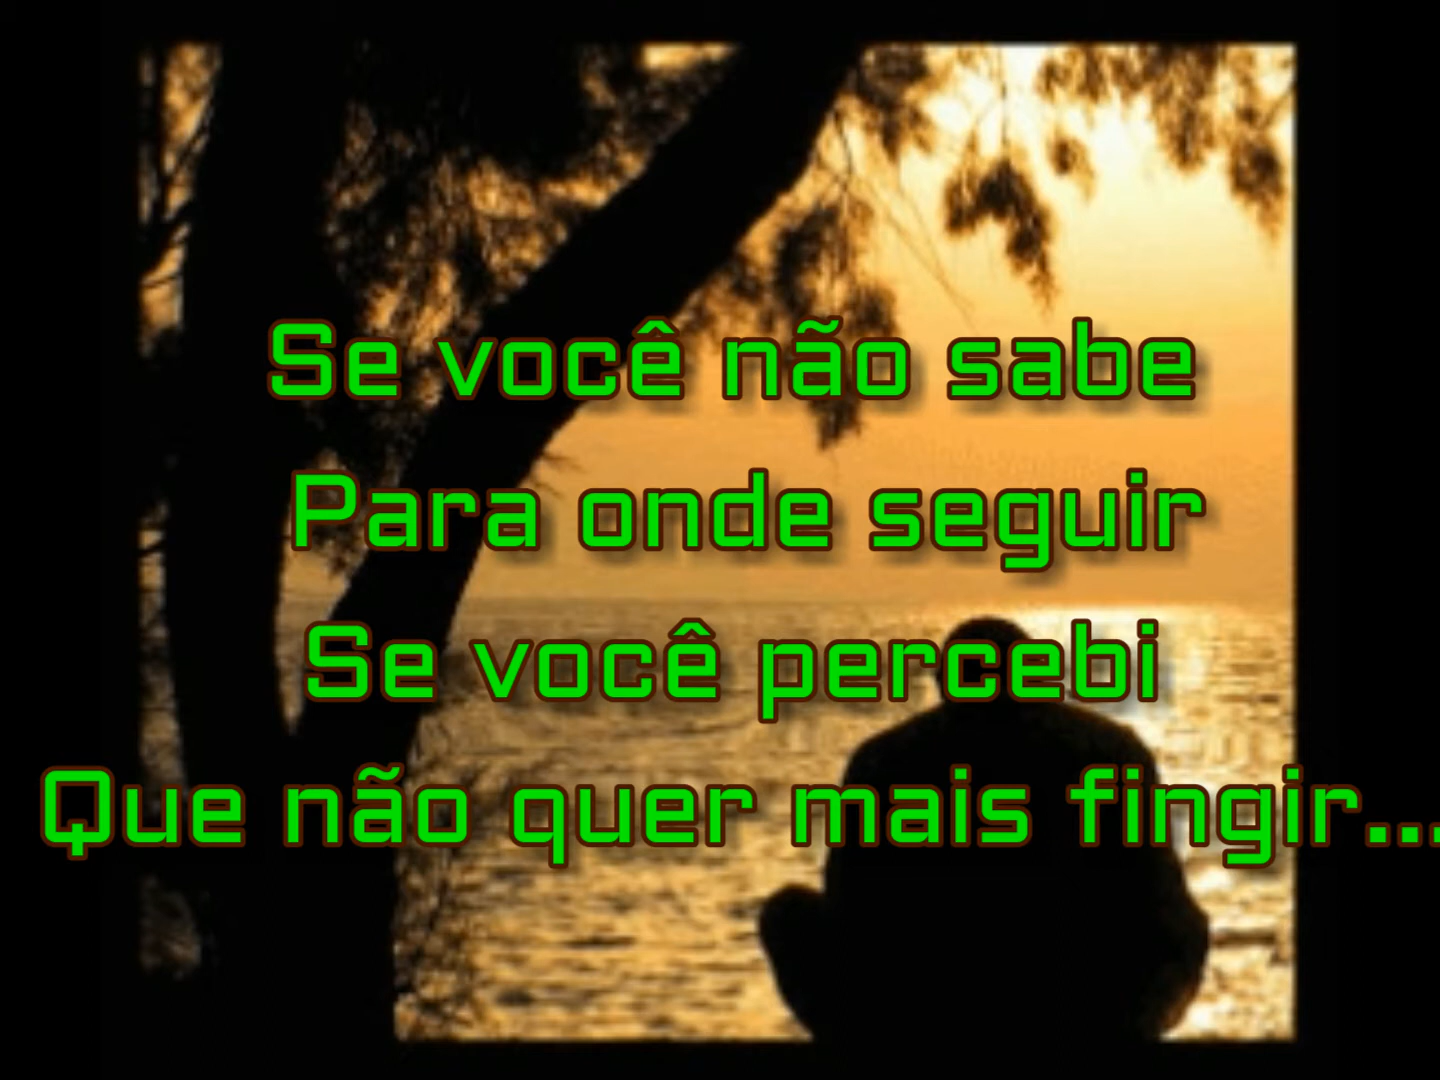 Se você não sabe
Para onde seguir
Se você percebi
Que não quer mais fingir...